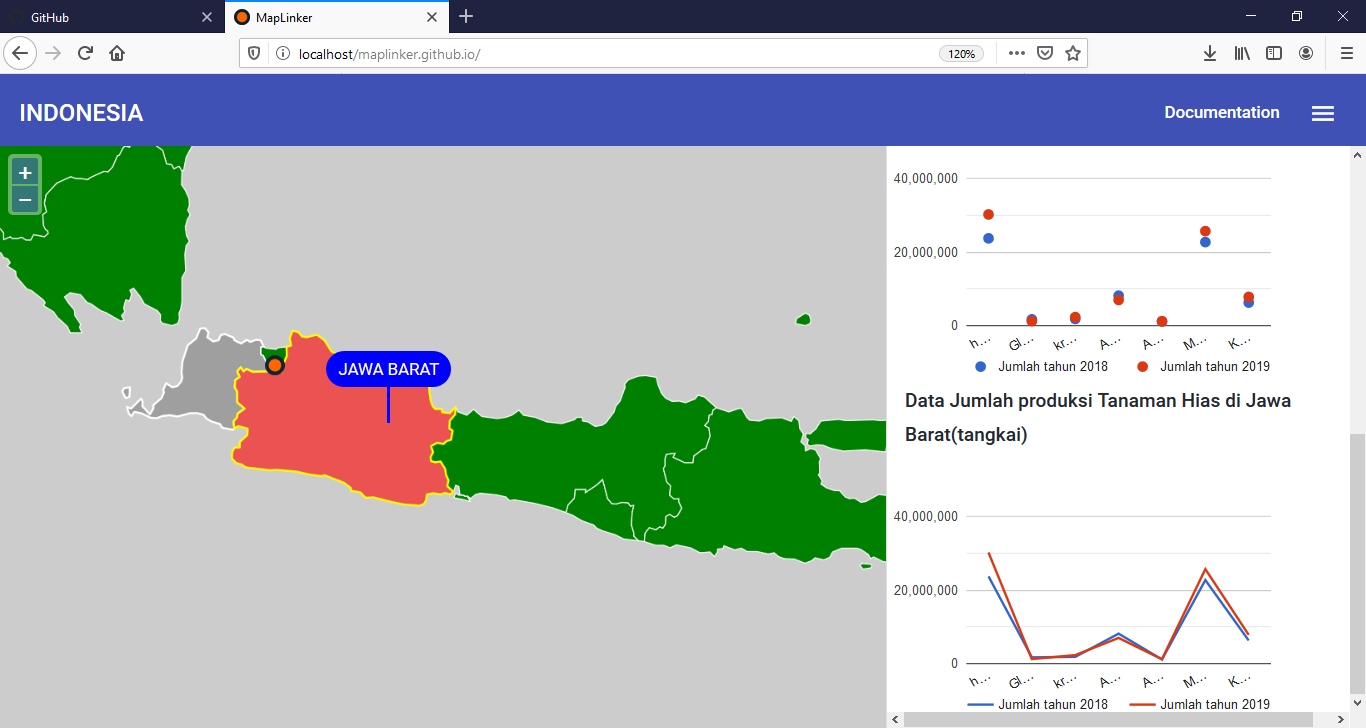 GitHub
MapLinker
localhost/maplinker.github.io/
120%
INDONESIA
Documentation
+
−
JAWA BARAT
40,000,000
20,000,000
0
h...
Gl...
kr...
A...
A...
M...
K...
Jumlah tahun 2018
Jumlah tahun 2019
Data Jumlah produksi Tanaman Hias di Jawa
Barat(tangkai)
40,000,000
20,000,000
0
h...
Gl...
kr...
A...
A...
M...
K...
Jumlah tahun 2018
Jumlah tahun 2019